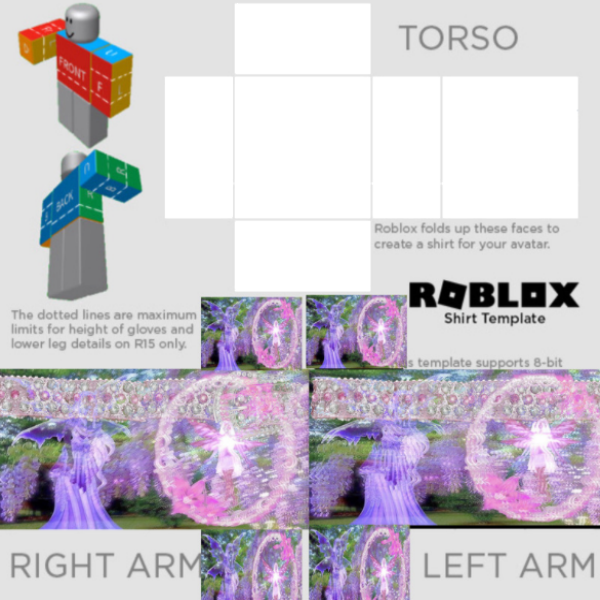 TORSO
FRONT
F
BACK
Roblox folds up these faces to
create a shirt for your avatar.
ROBLOX
Shirt Template
The dotted lines are maximum
limits for height of gloves and
lower leg details on R15 only.
template supports 8-bit
RIGHT ARM
LEFT ARM